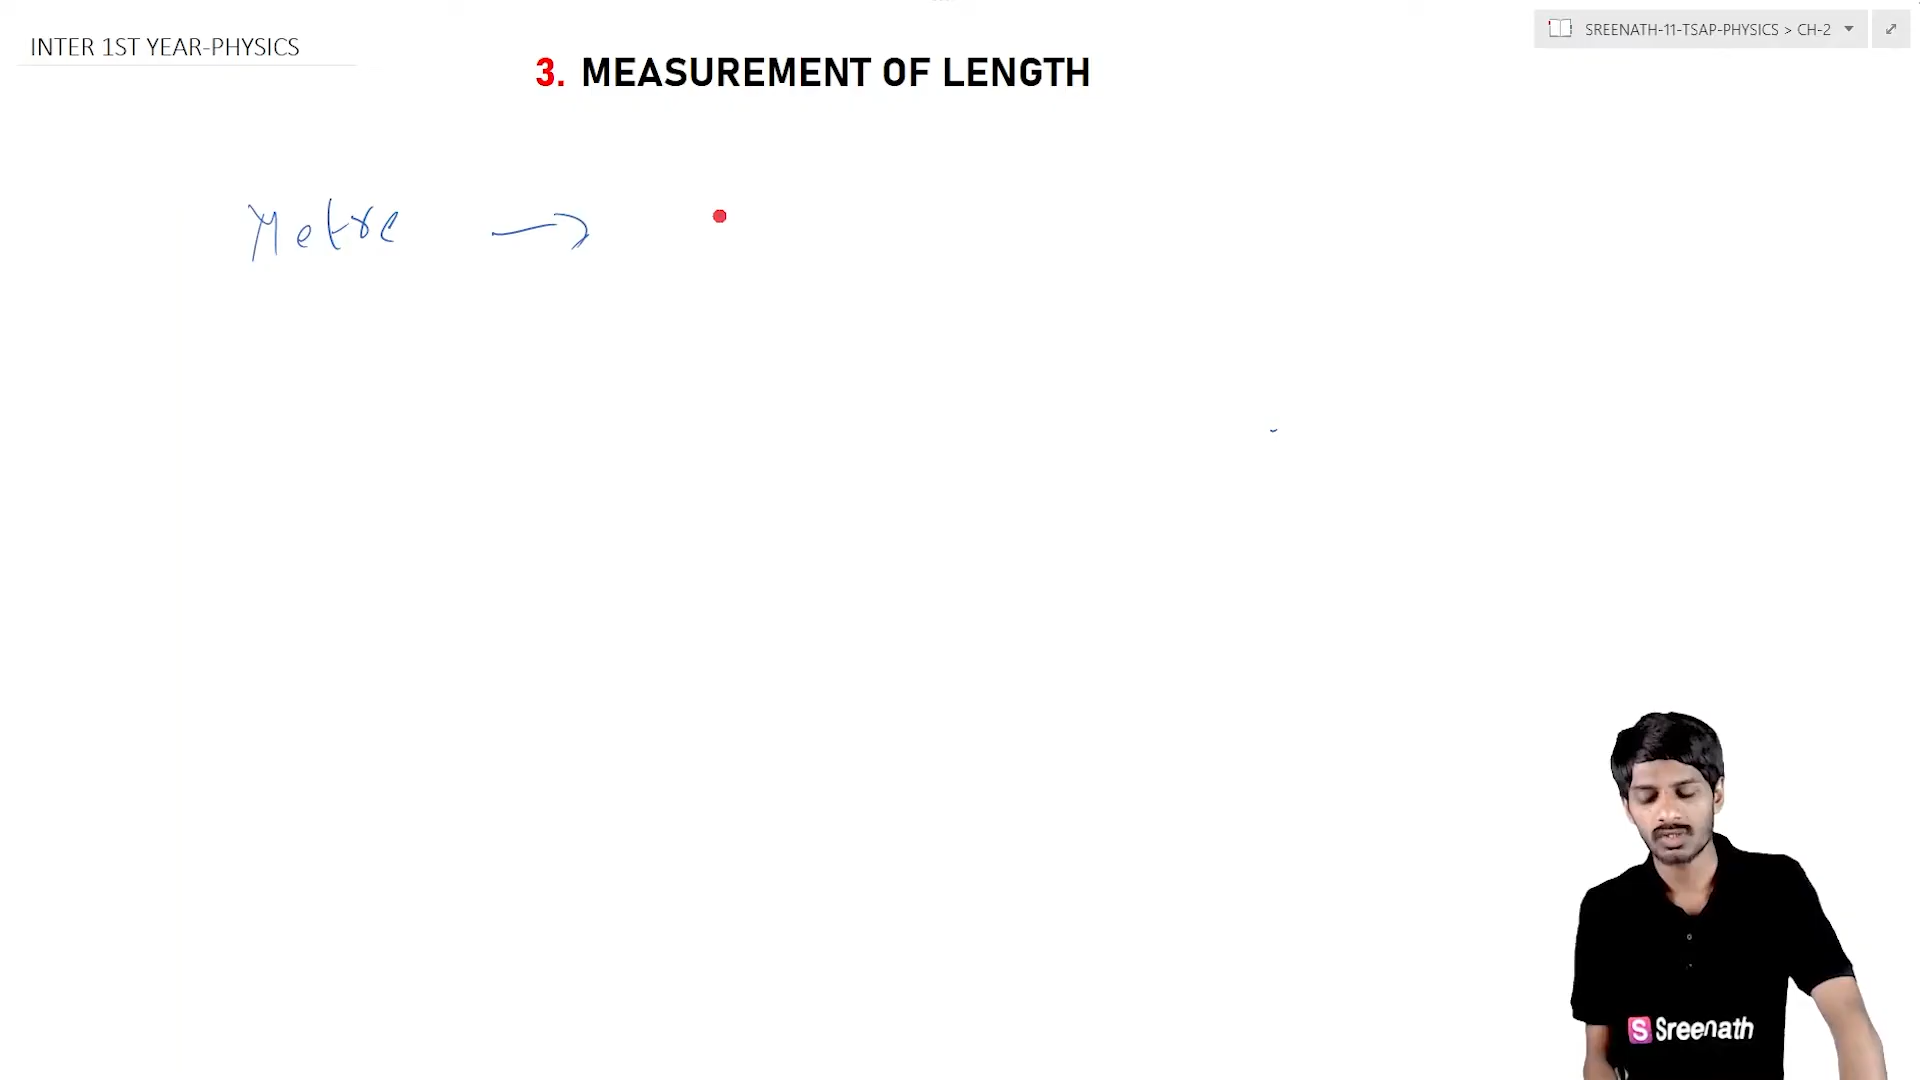 INTER 1ST YEAR-PHYSICS
SREENATH-11-TSAP-PHYSICS > CH-2
3. MEASUREMENT OF LENGTH
Metre →
S Sreenath